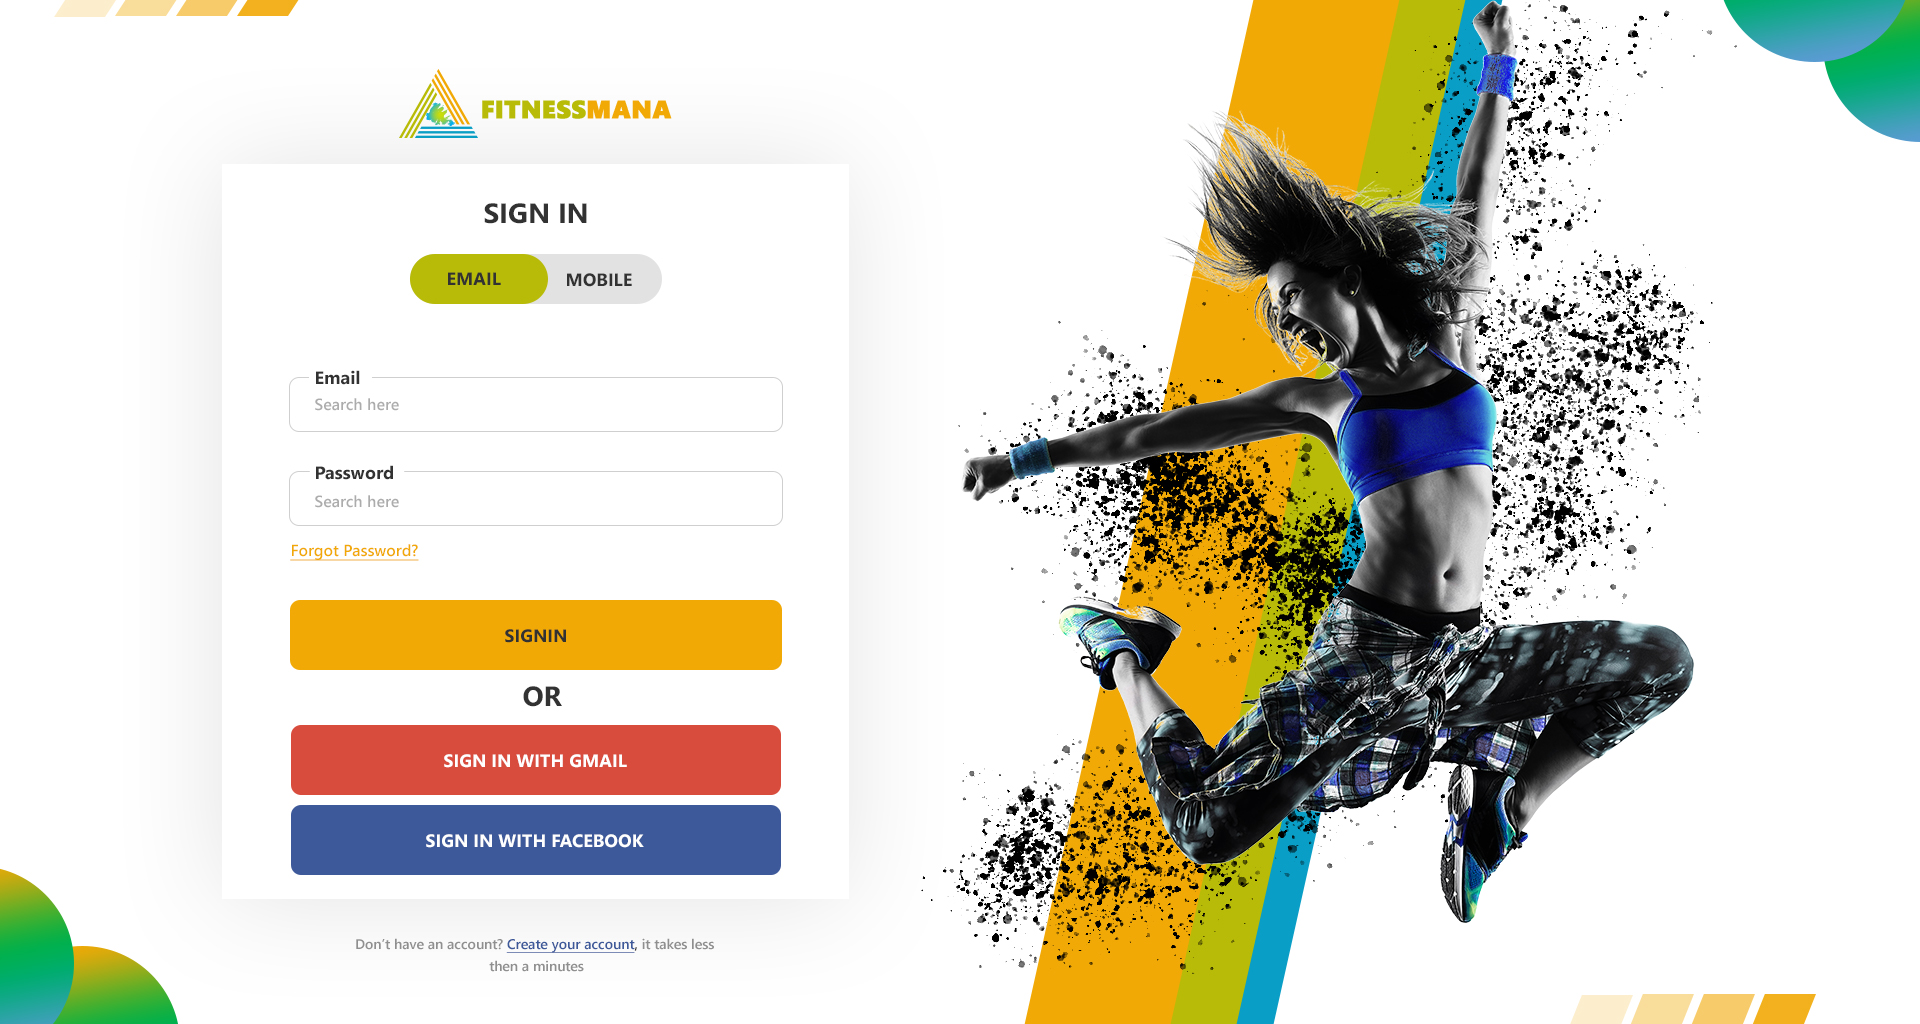 FITNESSMANA
SIGN IN
EMAIL
MOBILE
Email
Search here
Password
Search here
Forgot Password?
SIGNIN
OR
SIGN IN WITH GMAIL
SIGN IN WITH FACEBOOK
Don’t have an account? Create your account, it takes less
then a minutes